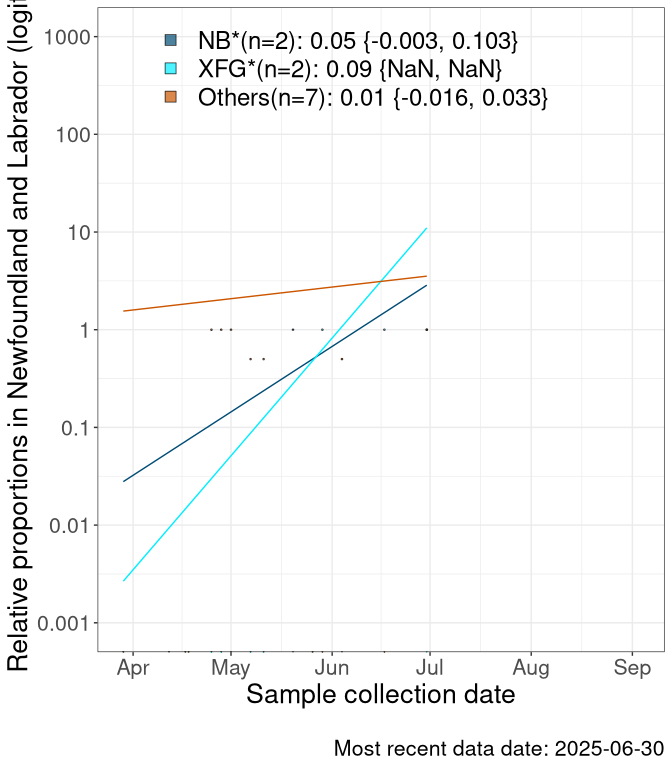 NB*(n=2): 0.05 {-0.003, 0.103}
XFG*(n=2): 0.09 {NaN, NaN}
Others(n=7): 0.01 {-0.016, 0.033}
Relative proportions in Newfoundland and Labrador (logit
1000
100
10
1
0.1
0.01
0.001
Apr May Jun Jul Aug Sep
Sample collection date
Most recent data date: 2025-06-30